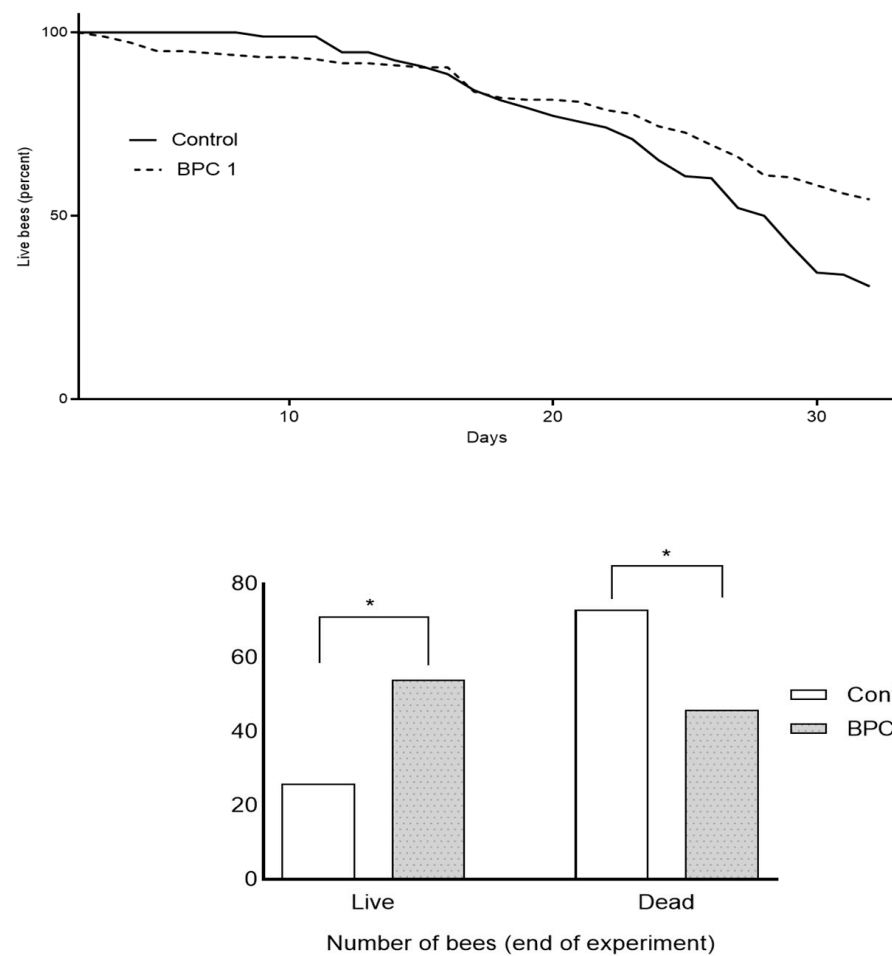 100
Control
BPC 1
50
0
Live bees (percent)
10
20
30
Days
*
*
80
60
40
20
0
Con
BPC
Live
Dead
Number of bees (end of experiment)